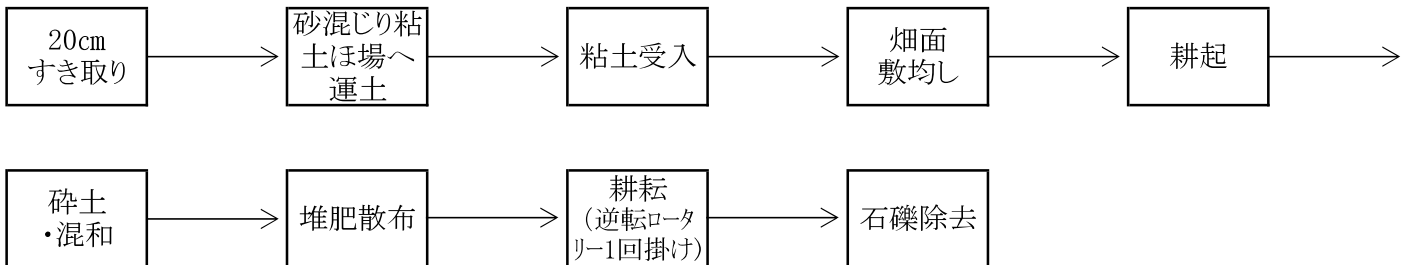 20cm
すき取り
砂混じり粘
土ほ場へ
運土
粘土受入
畑面
敷均し
耕起
砕土
・混和
堆肥散布
耕耘
（逆転ロータ
リー1回掛け）
石礫除去